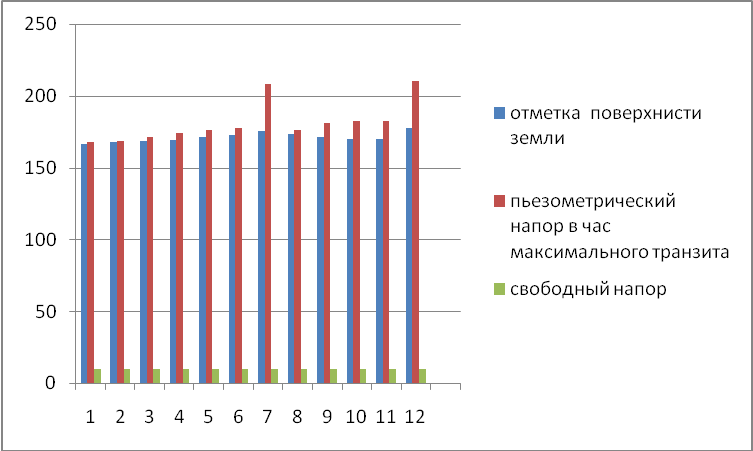 250
200
150
100
50
0
1 2 3 4 5 6 7 8 9 10 11 12
отметка поверхнисти
земли
пьезометрический
напор в час
максимального транзита
свободный напор